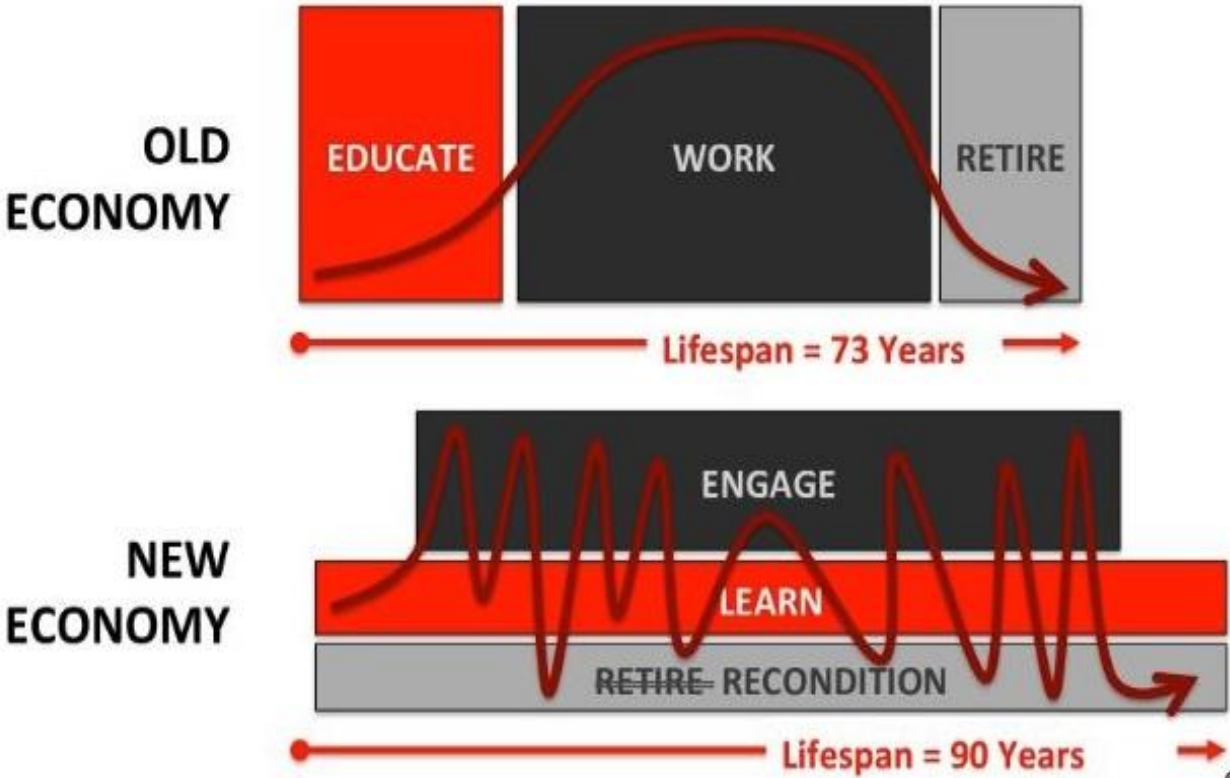 OLD
ECONOMY
EDUCATE
WORK
RETIRE
Lifespan = 73 Years
NEW
ECONOMY
ENGAGE
LEARN
RETIRE RECONDITION
Lifespan = 90 Years